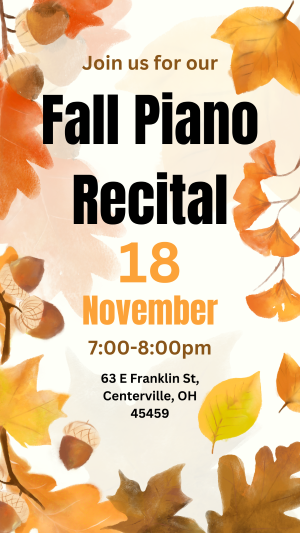 Join us for our
Fall Piano
Recital
18
November
7:00-8:00pm
63 E Franklin St,
Centerville, OH
45459